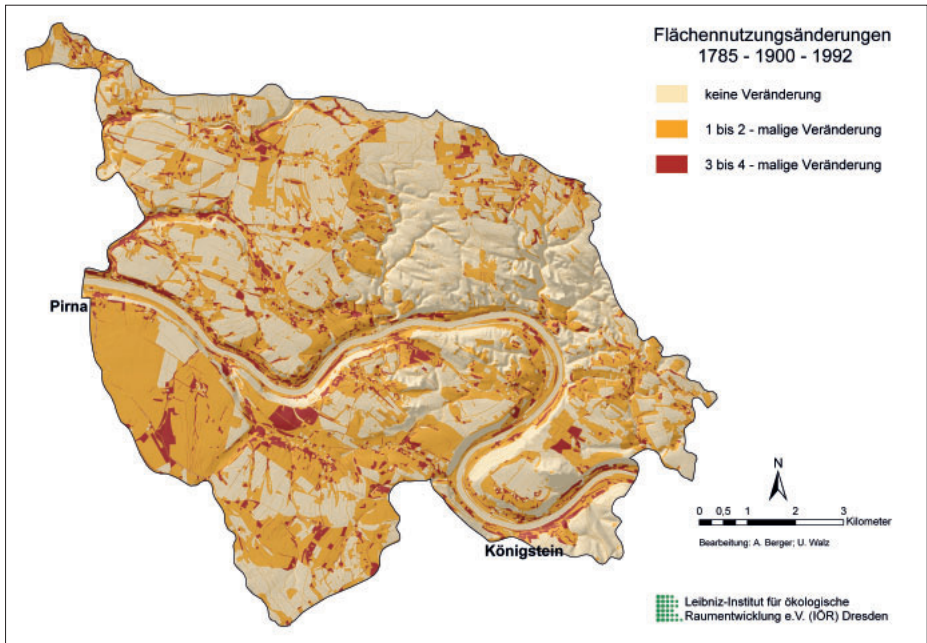 Flächennutzungsänderungen
1785 - 1900 - 1992
keine Veränderung
1 bis 2 - malige Veränderung
3 bis 4 - malige Veränderung
Pirna
Königstein
N
0 0,5 1 2 3
Kilometer
Bearbeitung: A. Berger; U. Walz
Leibniz-Institut für ökologische
Raumentwicklung e.V. (IÖR) Dresden